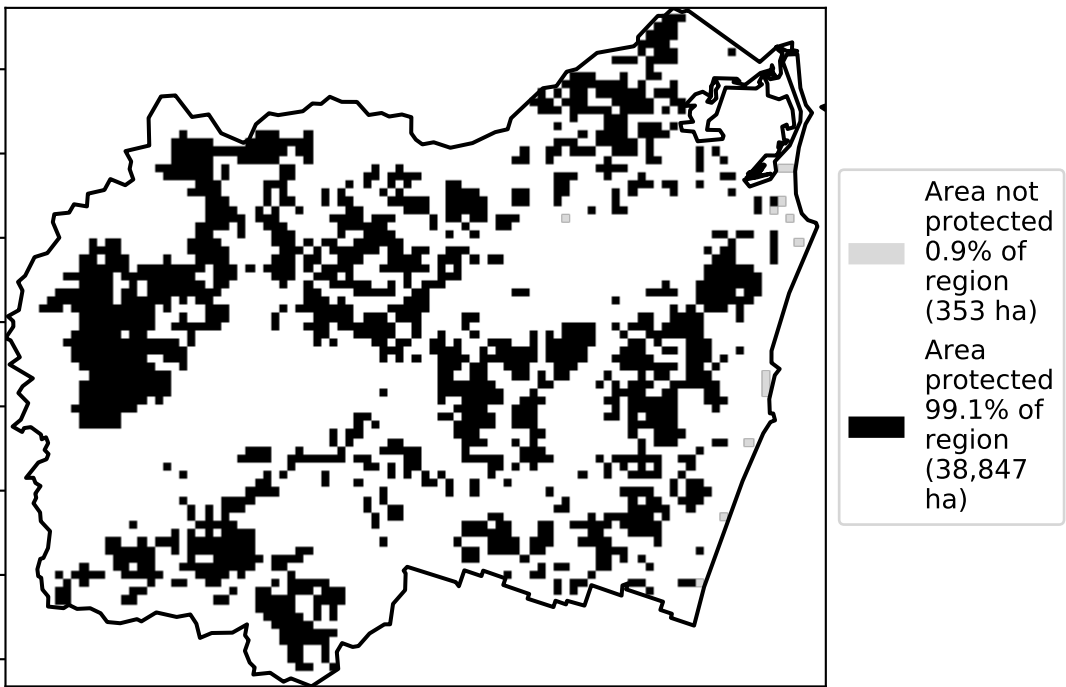 Area not
protected
0.9% of
region
(353 ha)
Area
protected
99.1% of
region
(38,847
ha)